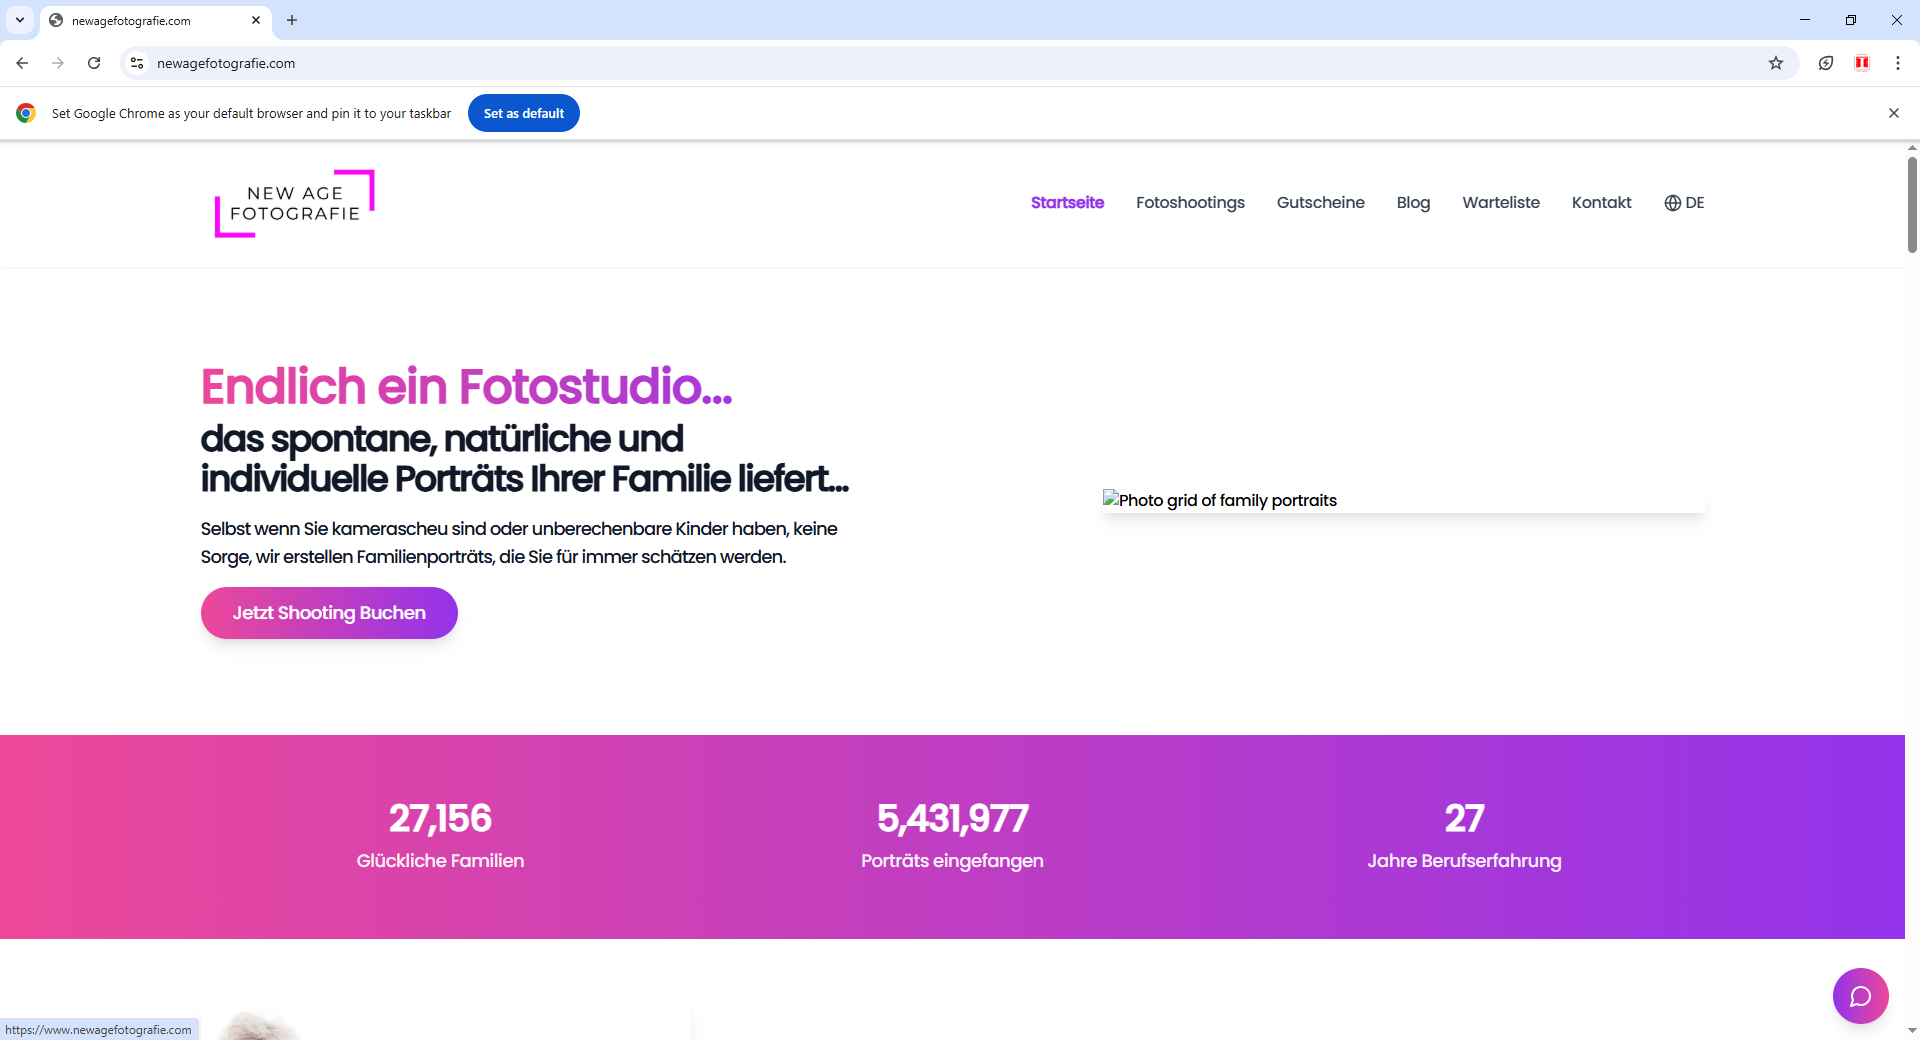 newagefotografie.com
newagefotografie.com
Set Google Chrome as your default browser and pin it to your taskbar
Set as default
NEW AGE
FOTOGRAFIE
Startseite
Fotoshootings
Gutscheine
Blog
Warteliste
Kontakt
DE
Endlich ein Fotostudio...
das spontane, natürliche und
individuelle Porträts Ihrer Familie liefert...
Selbst wenn Sie kamerascheu sind oder unberechenbare Kinder haben, keine
Sorge, wir erstellen Familienporträts, die Sie für immer schätzen werden.
Jetzt Shooting Buchen
Photo grid of family portraits
27,156
Glückliche Familien
5,431,977
Porträts eingefangen
27
Jahre Berufserfahrung
https://www.newagefotografie.com